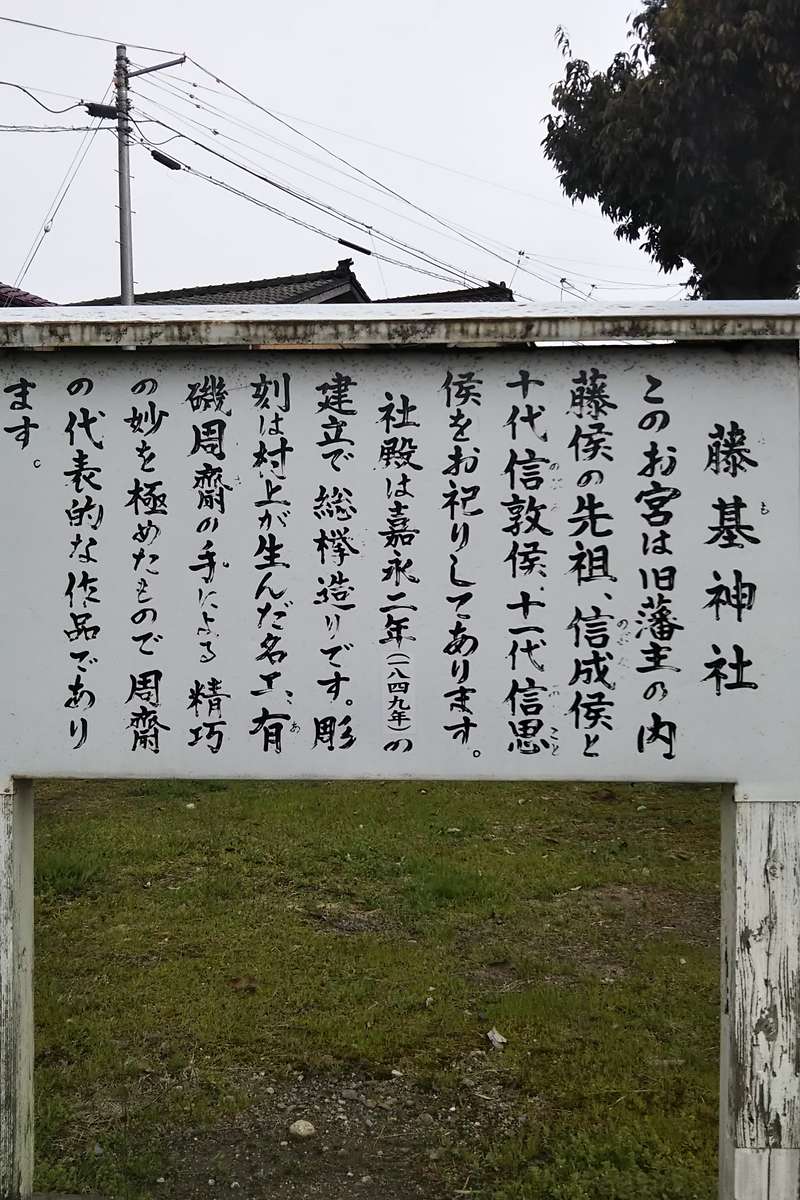 藤基神社
このお宮は旧藩主の内
藤侯の先祖、信成侯と
十代信敦侯、十一代信思
侯をお祀りしてあります。
社殿は嘉永二年(一八四九年)の
建立で総欅造りです。彫
刻は村上が生んだ名工、有
磯周齋の手による精巧
の妙を極めたもので周齋
の代表的な作品であり
ます。